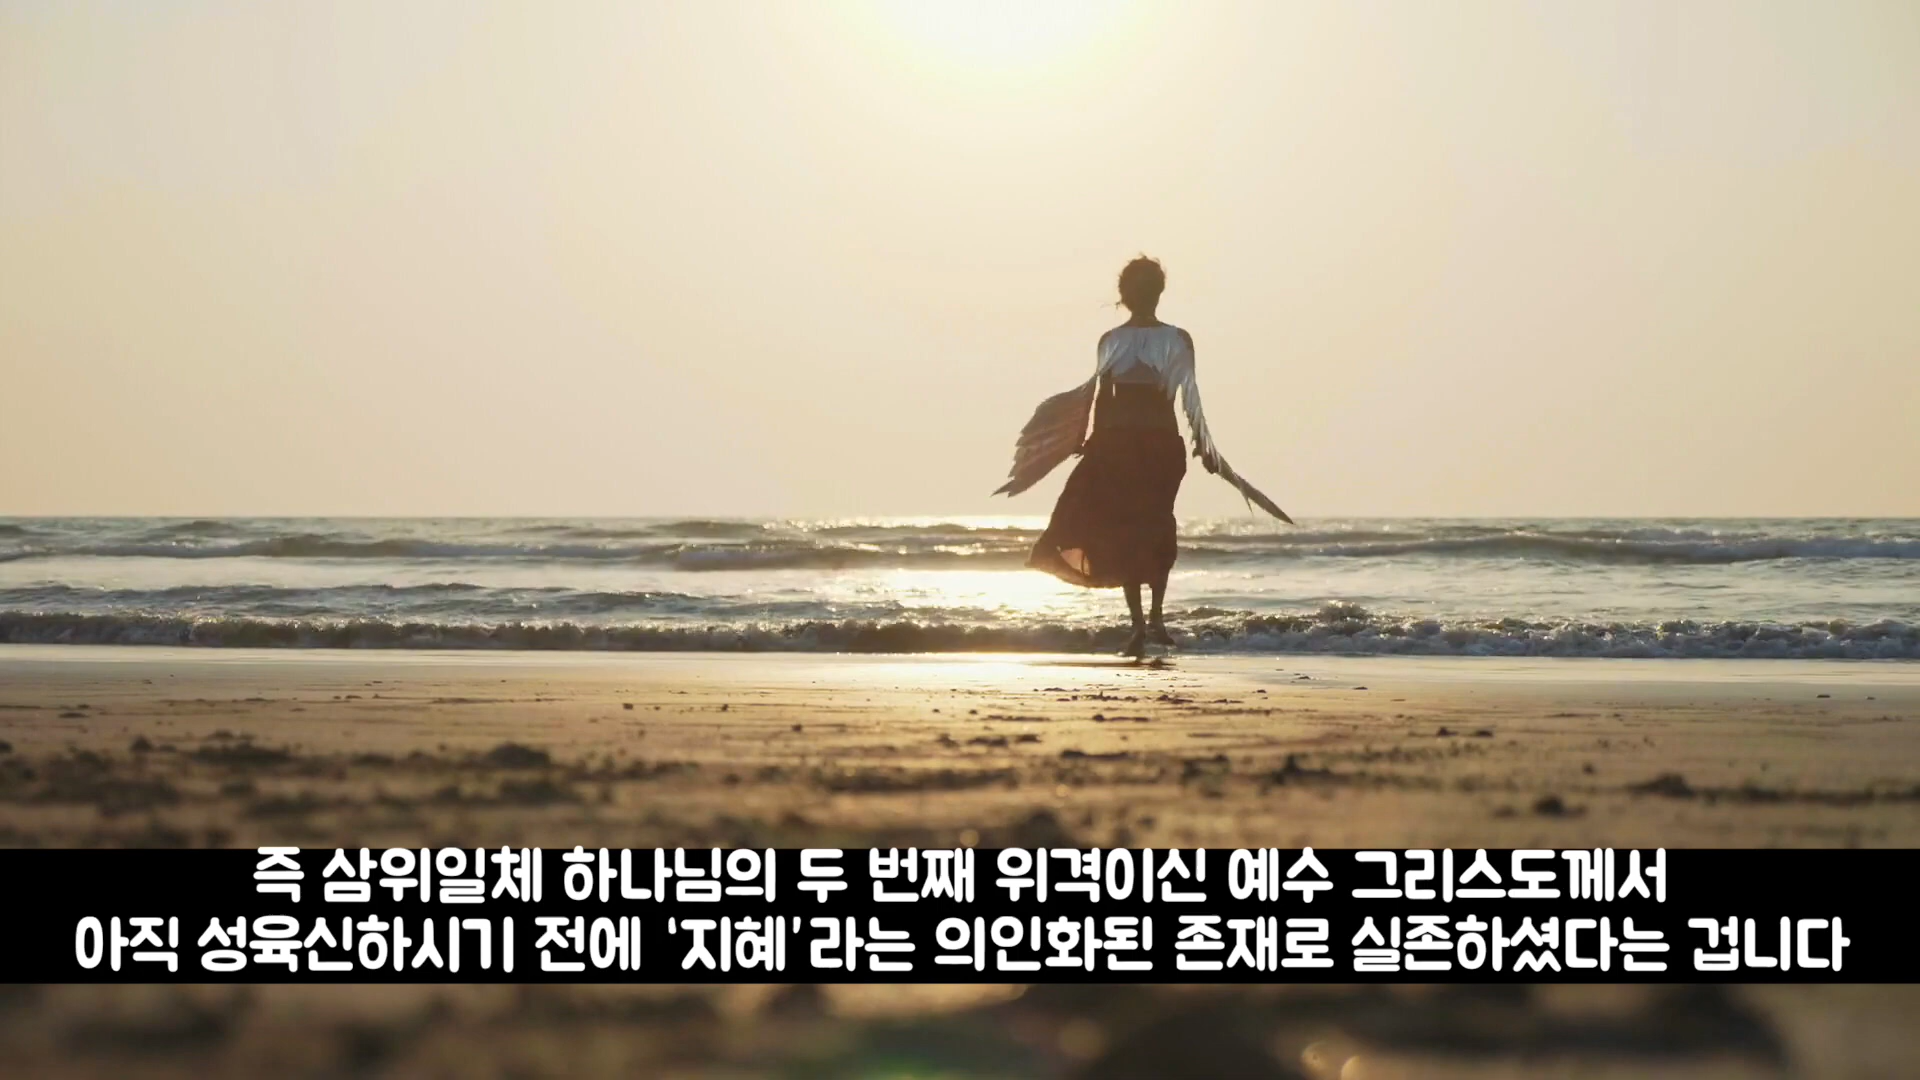 즉 삼위일체 하나님의 두 번째 위격이신 예수 그리스도께서
아직 성육신하시기 전에 ‘지혜’라는 의인화된 존재로 실존하셨다는 겁니다